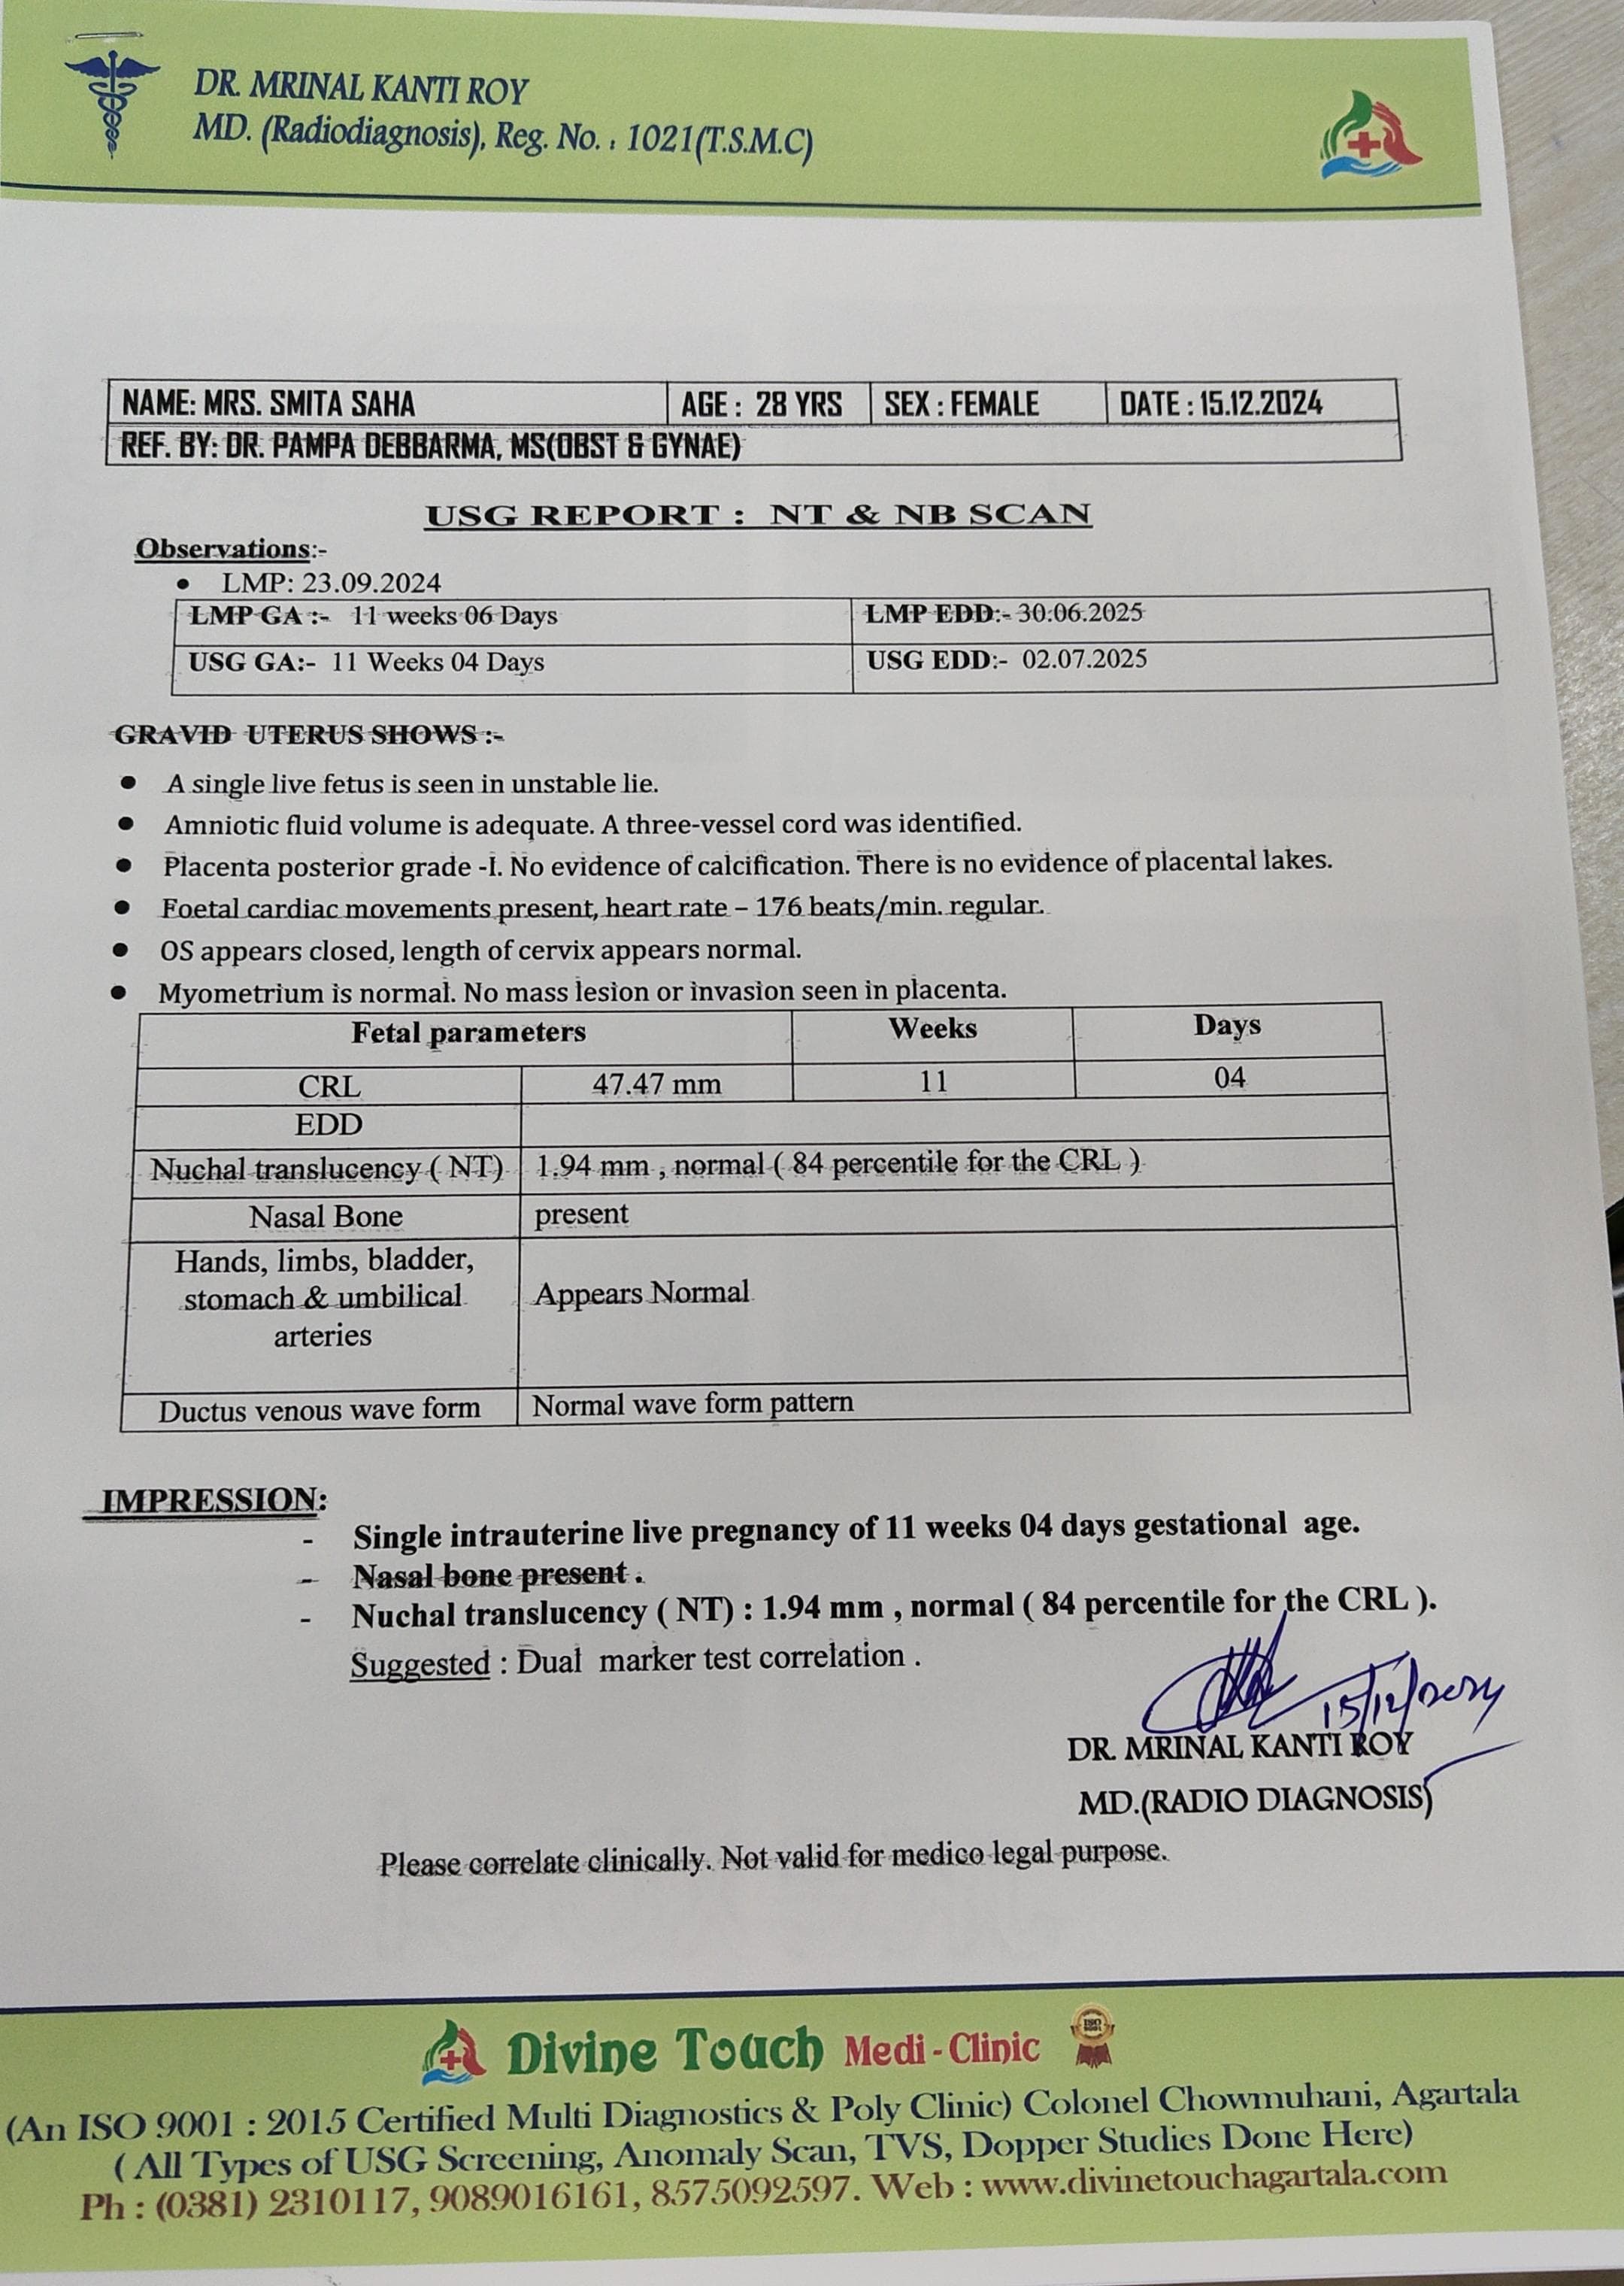 DR. MRINAL KANTI ROY
MD. (Radiodiagnosis), Reg. No. : 1021(T.S.M.C)
NAME: MRS. SMITA SAHA AGE : 28 YRS SEX : FEMALE DATE : 15.12.2024
REF. BY: DR. PAMPA DEBBARMA, MS(OBST & GYNAE)
USG REPORT : NT & NB SCAN
Observations:-
• LMP: 23.09.2024
LMP GA :- 11 weeks 06 Days LMP EDD:- 30.06.2025
USG GA:- 11 Weeks 04 Days USG EDD:- 02.07.2025
GRAVID UTERUS SHOWS :-
• A single live fetus is seen in unstable lie.
• Amniotic fluid volume is adequate. A three-vessel cord was identified.
• Placenta posterior grade -I. No evidence of calcification. There is no evidence of placental lakes.
• Foetal cardiac movements present, heart rate – 176 beats/min. regular.
• OS appears closed, length of cervix appears normal.
• Myometrium is normal. No mass lesion or invasion seen in placenta.
Fetal parameters Weeks Days
CRL 47.47 mm 11 04
EDD
Nuchal translucency ( NT) 1.94 mm , normal ( 84 percentile for the CRL )
Nasal Bone present
Hands, limbs, bladder,
stomach & umbilical Appears Normal
arteries
Ductus venous wave form Normal wave form pattern
IMPRESSION:
- Single intrauterine live pregnancy of 11 weeks 04 days gestational age.
- Nasal bone present .
- Nuchal translucency ( NT) : 1.94 mm , normal ( 84 percentile for the CRL ).
Suggested : Dual marker test correlation .
15/12/2024
DR. MRINAL KANTI ROY
MD.(RADIO DIAGNOSIS)
Please correlate clinically. Not valid for medico legal purpose.
Divine Touch Medi - Clinic ISO 9001
(An ISO 9001 : 2015 Certified Multi Diagnostics & Poly Clinic) Colonel Chowmuhani, Agartala
( All Types of USG Screening, Anomaly Scan, TVS, Dopper Studies Done Here)
Ph : (0381) 2310117, 9089016161, 8575092597. Web : www.divinetouchagartala.com